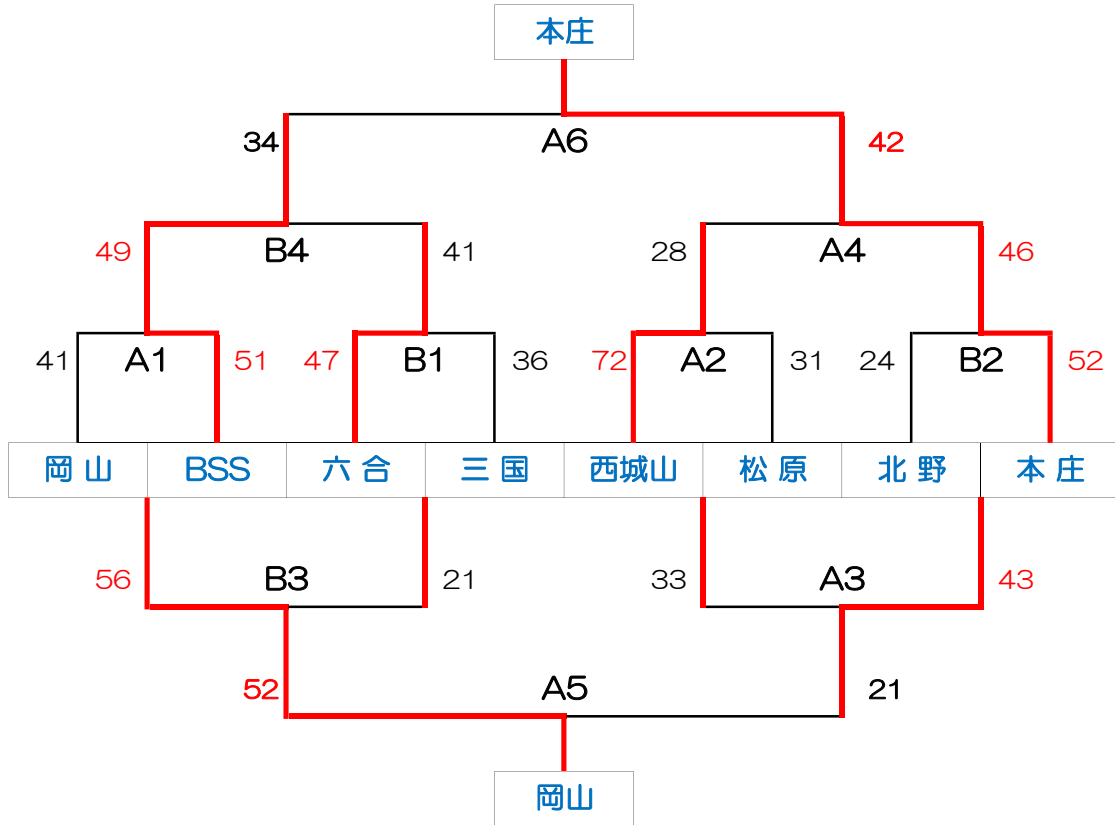 本庄
34 A6 42
49 B4 41 28 A4 46
41 A1 51 47 B1 36 72 A2 31 24 B2 52
岡山 BSS 六合 三国 西城山 松原 北野 本庄
56 B3 21 33 A3 43
52 A5 21
岡山